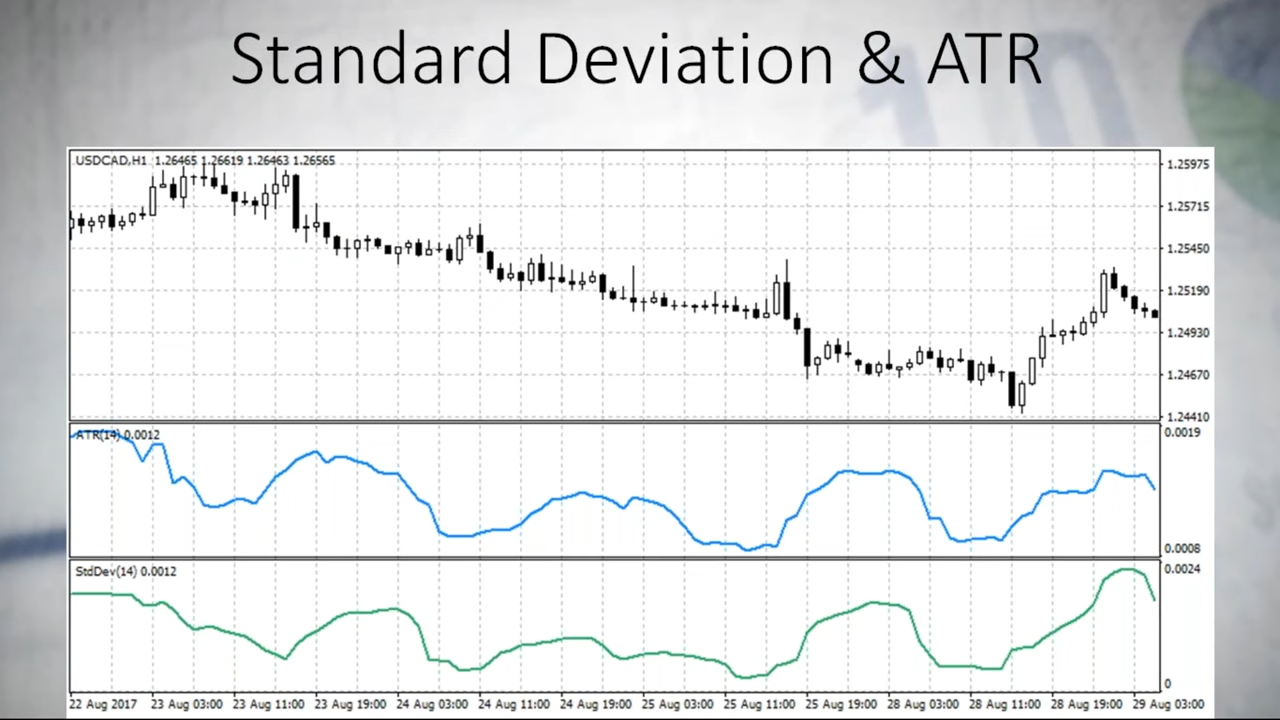 Standard Deviation & ATR
USDCAD,H1 1.26465 1.26619 1.26463 1.26565
1.25975
1.25715
1.25450
1.25190
1.24930
1.24670
1.24410
ATR(14) 0.0012
0.0019
0.0008
StdDev(14) 0.0012
0.0024
0
22 Aug 2017 23 Aug 03:00 23 Aug 11:00 23 Aug 19:00 24 Aug 03:00 24 Aug 11:00 24 Aug 19:00 25 Aug 03:00 25 Aug 11:00 25 Aug 19:00 28 Aug 03:00 28 Aug 11:00 28 Aug 19:00 29 Aug 03:00